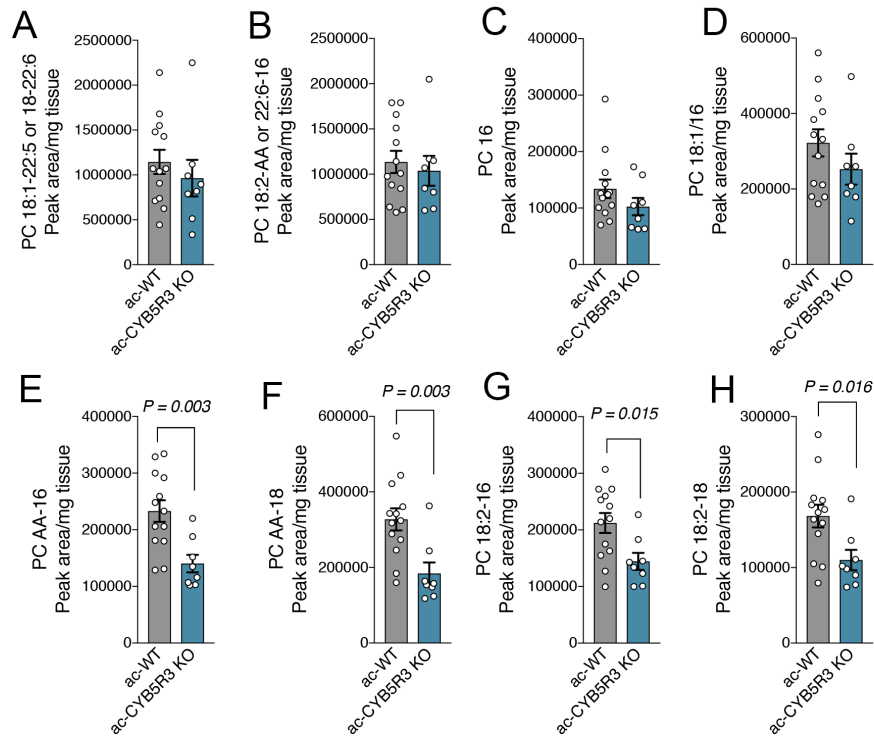 A
PC 18:1-22:5 or 18-22:6
Peak area/mg tissue
2500000
2000000
1500000
1000000
500000
0
ac-WT
ac-CYB5R3 KO
B
PC 18:2-AA or 22:6-16
Peak area/mg tissue
2500000
2000000
1500000
1000000
500000
0
ac-WT
ac-CYB5R3 KO
C
PC 16
Peak area/mg tissue
400000
300000
200000
100000
0
ac-WT
ac-CYB5R3 KO
D
PC 18:1/16
Peak area/mg tissue
600000
400000
200000
0
ac-WT
ac-CYB5R3 KO
E
P = 0.003
PC AA-16
Peak area/mg tissue
400000
300000
200000
100000
0
ac-WT
ac-CYB5R3 KO
F
P = 0.003
PC AA-18
Peak area/mg tissue
600000
400000
200000
0
ac-WT
ac-CYB5R3 KO
G
P = 0.015
PC 18:2-16
Peak area/mg tissue
400000
300000
200000
100000
0
ac-WT
ac-CYB5R3 KO
H
P = 0.016
PC 18:2-18
Peak area/mg tissue
300000
200000
100000
0
ac-WT
ac-CYB5R3 KO